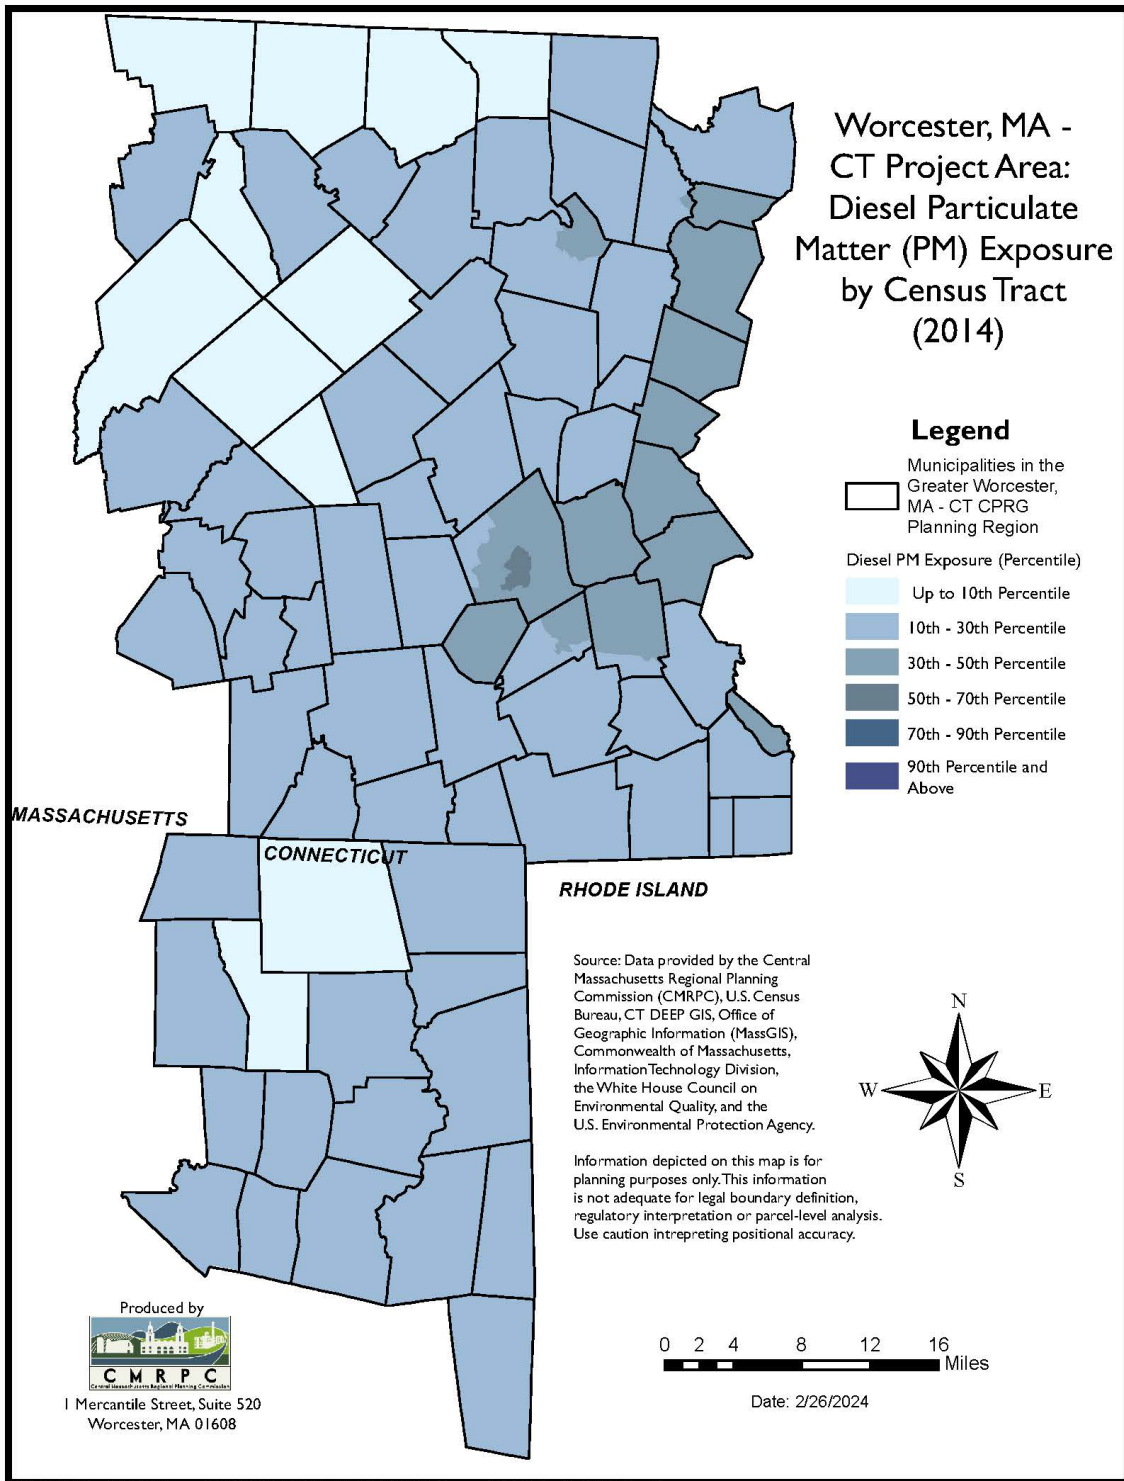 Worcester, MA -
CT Project Area:
Diesel Particulate
Matter (PM) Exposure
by Census Tract
(2014)
Legend
Municipalities in the
Greater Worcester,
MA - CT CPRG
Planning Region
Diesel PM Exposure (Percentile)
Up to 10th Percentile
10th - 30th Percentile
30th - 50th Percentile
50th - 70th Percentile
70th - 90th Percentile
90th Percentile and
Above
MASSACHUSETTS
CONNECTICUT
RHODE ISLAND
Source: Data provided by the Central
Massachusetts Regional Planning
Commission (CMRPC), U.S. Census
Bureau, CT DEEP GIS, Office of
Geographic Information (MassGIS),
Commonwealth of Massachusetts,
Information Technology Division,
the White House Council on
Environmental Quality, and the
U.S. Environmental Protection Agency.
Information depicted on this map is for
planning purposes only. This information
is not adequate for legal boundary definition,
regulatory interpretation or parcel-level analysis.
Use caution intrepreting positional accuracy.
N
W
E
S
Produced by
C M R P C
Central Massachusetts Regional Planning Commission
1 Mercantile Street, Suite 520
Worcester, MA 01608
0 2 4 8 12 16
Miles
Date: 2/26/2024